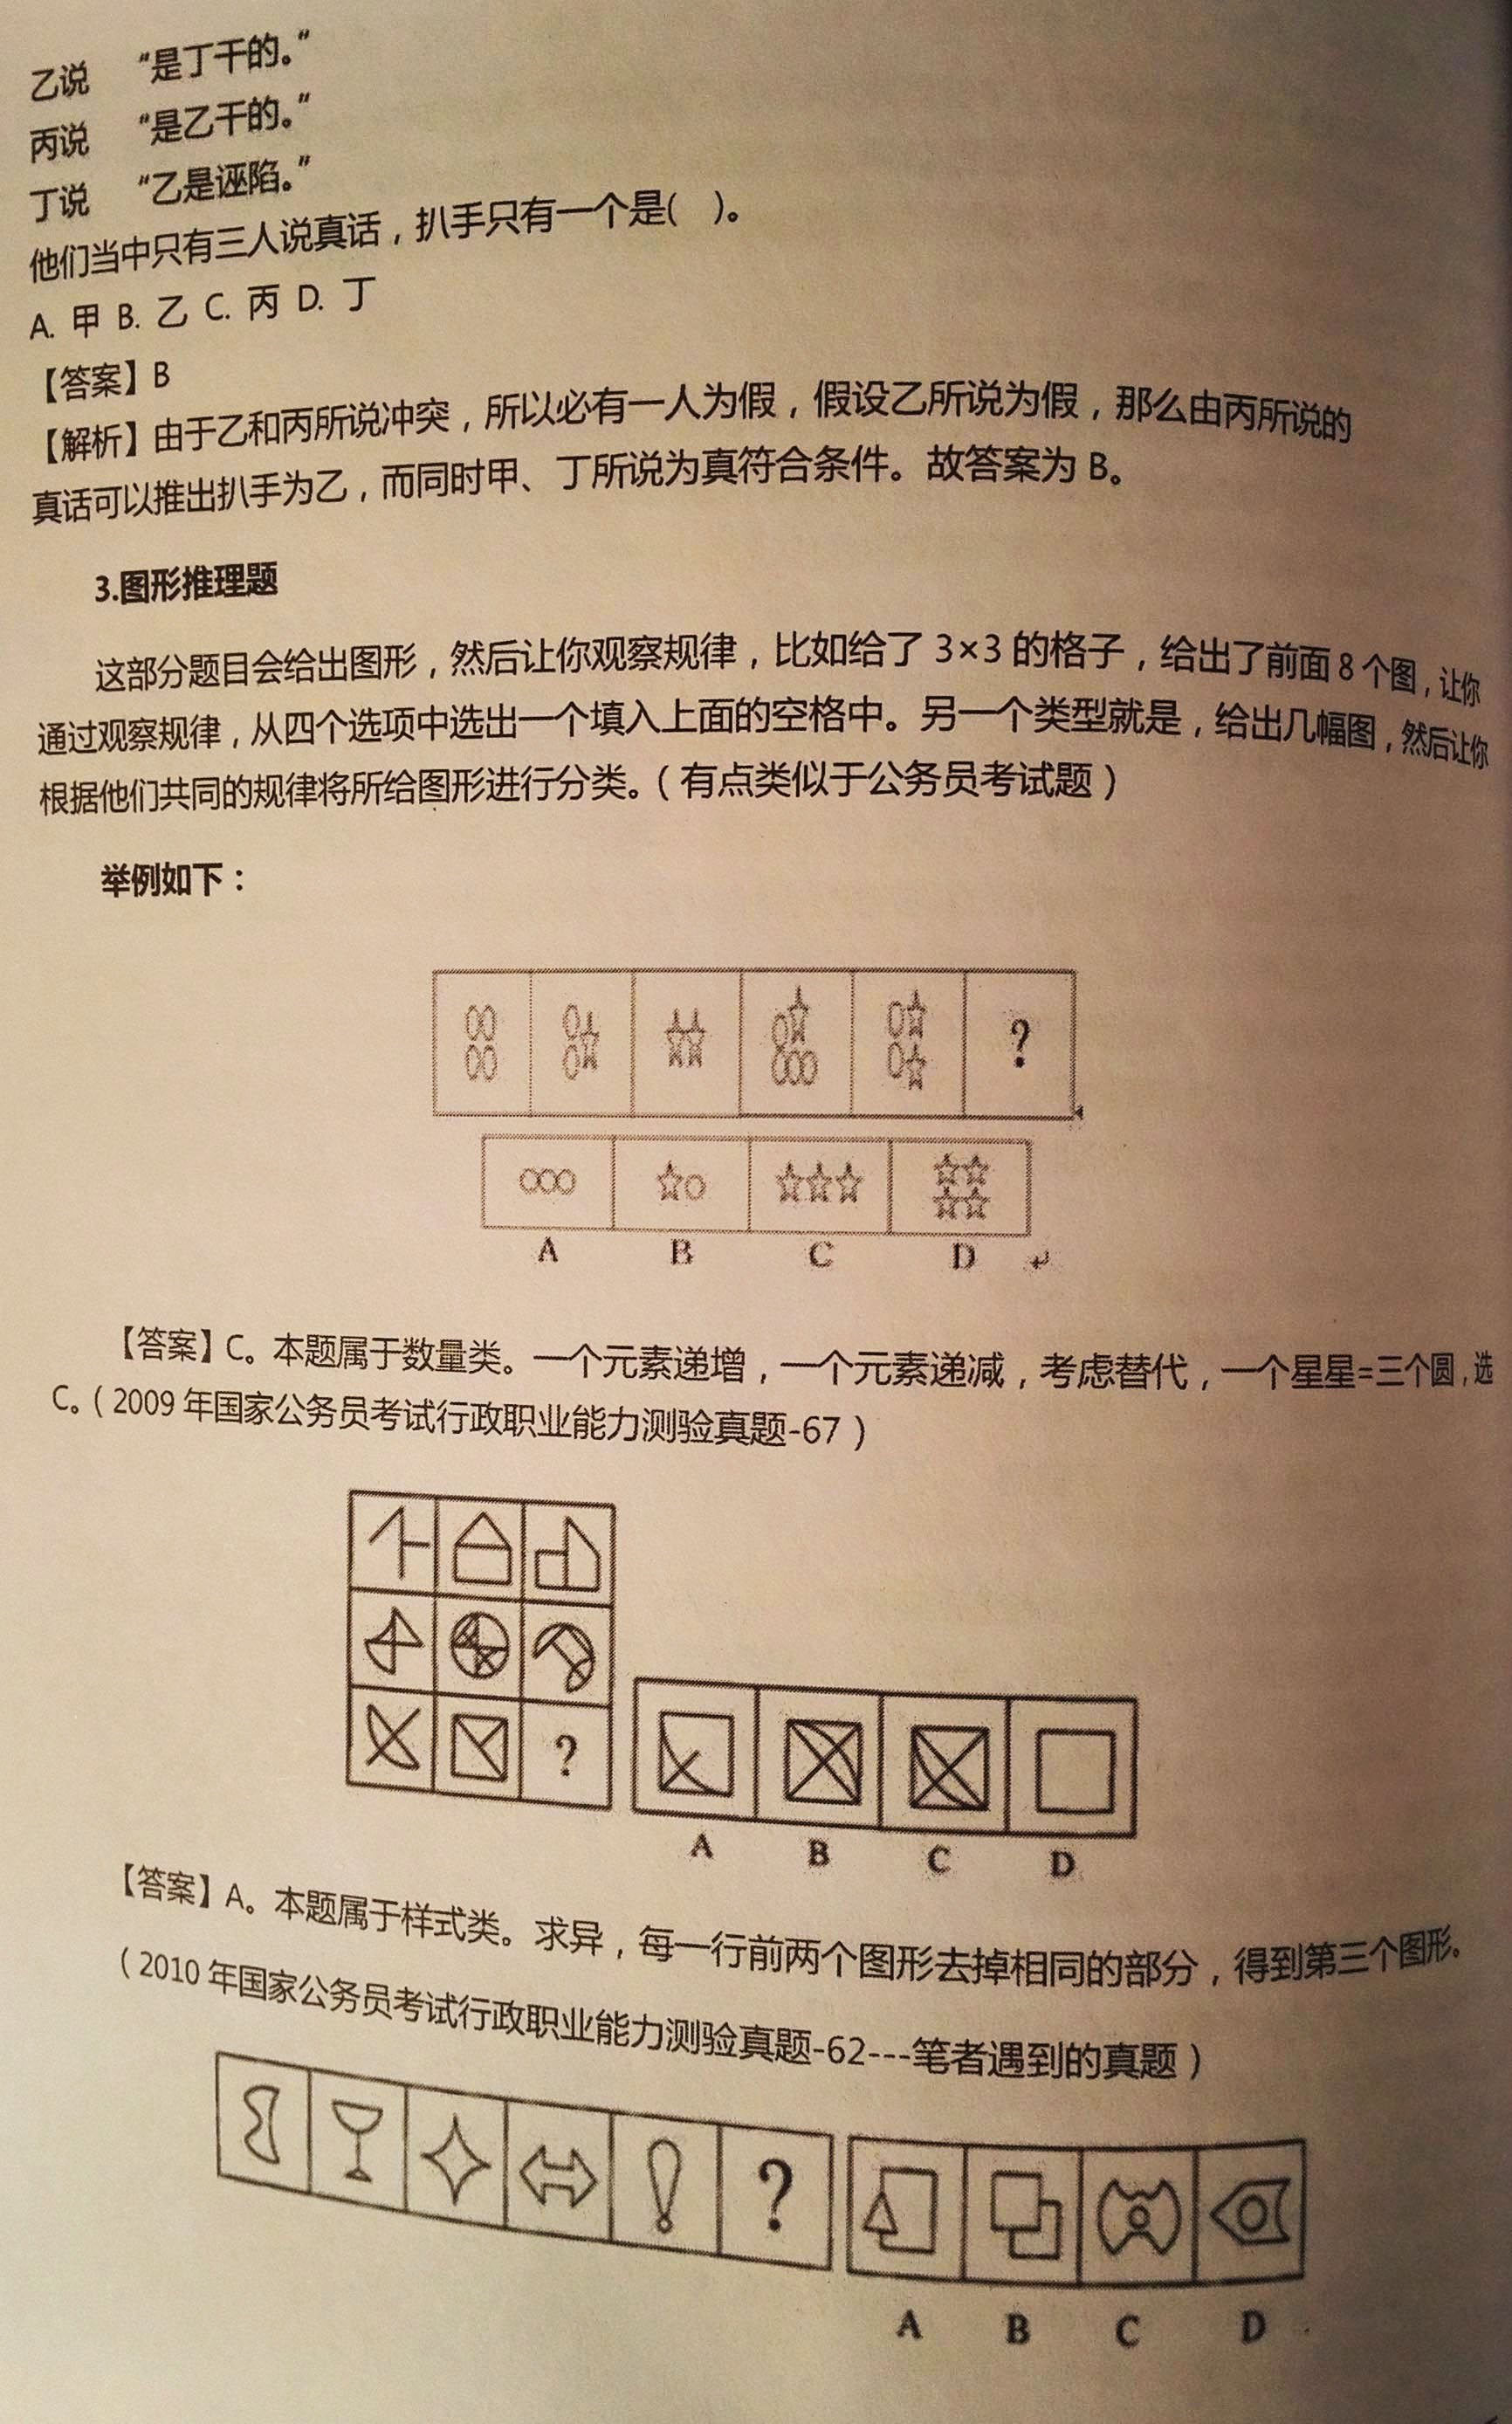 乙说 “是丁干的。”
丙说 “是乙干的。”
丁说 “乙是诬陷。”
他们当中只有三人说真话，扒手只有一个是( )。
A. 甲 B. 乙 C. 丙 D. 丁
【答案】B
【解析】由于乙和丙所说冲突，所以必有一人为假，假设乙所说为假，那么由丙所说的
真话可以推出扒手为乙，而同时甲、丁所说为真符合条件。故答案为 B。
3.图形推理题
这部分题目会给出图形，然后让你观察规律，比如给了 3×3 的格子，给出了前面 8 个图，让你
通过观察规律，从四个选项中选出一个填入上面的空格中。另一个类型就是，给出几幅图，然后让你
根据他们共同的规律将所给图形进行分类。（有点类似于公务员考试题）
举例如下：
?
A B C D
【答案】C。本题属于数量类。一个元素递增，一个元素递减，考虑替代，一个星星=三个圆，选
C。（2009 年国家公务员考试行政职业能力测验真题-67）
?
A B C D
【答案】A。本题属于样式类。求异，每一行前两个图形去掉相同的部分，得到第三个图形。
（2010 年国家公务员考试行政职业能力测验真题-62---笔者遇到的真题）
?
A B C D